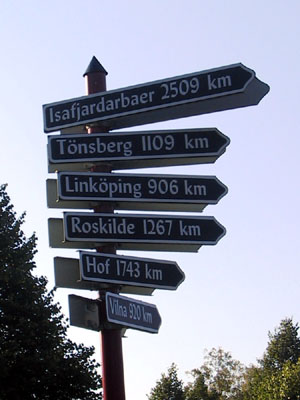 Isafjardarbaer 2509 km
Tönsberg 1109 km
Linköping 906 km
Roskilde 1267 km
Hof 1743 km
Vilna 920 km